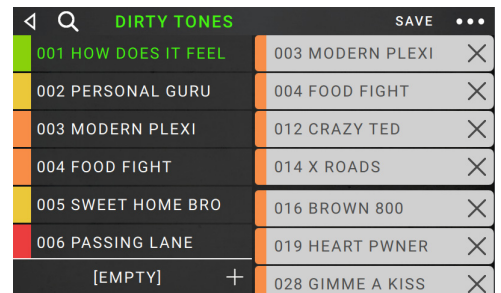 DIRTY TONES SAVE
001 HOW DOES IT FEEL
002 PERSONAL GURU
003 MODERN PLEXI
004 FOOD FIGHT
005 SWEET HOME BRO
006 PASSING LANE
[EMPTY] +
003 MODERN PLEXI
004 FOOD FIGHT
012 CRAZY TED
014 X ROADS
016 BROWN 800
019 HEART PWNER
028 GIMME A KISS